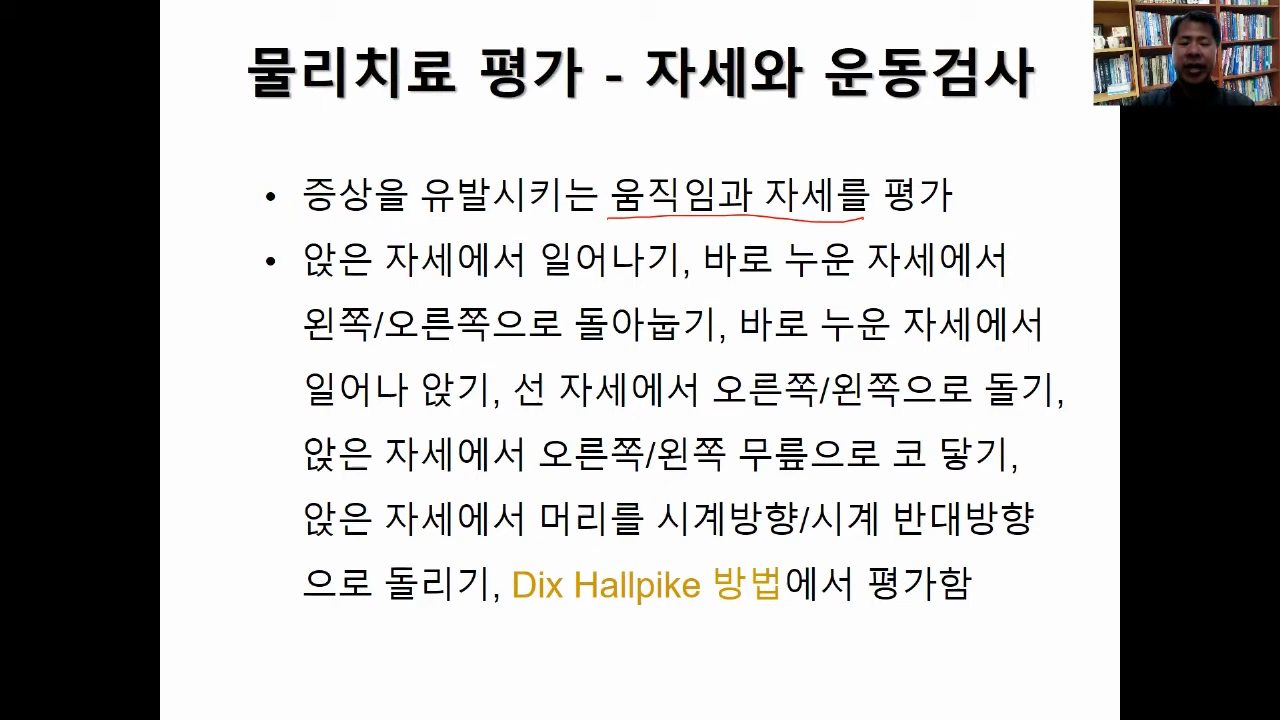 물리치료 평가 - 자세와 운동검사
• 증상을 유발시키는 움직임과 자세를 평가
• 앉은 자세에서 일어나기, 바로 누운 자세에서
왼쪽/오른쪽으로 돌아눕기, 바로 누운 자세에서
일어나 앉기, 선 자세에서 오른쪽/왼쪽으로 돌기,
앉은 자세에서 오른쪽/왼쪽 무릎으로 코 닿기,
앉은 자세에서 머리를 시계방향/시계 반대방향
으로 돌리기, Dix Hallpike 방법에서 평가함